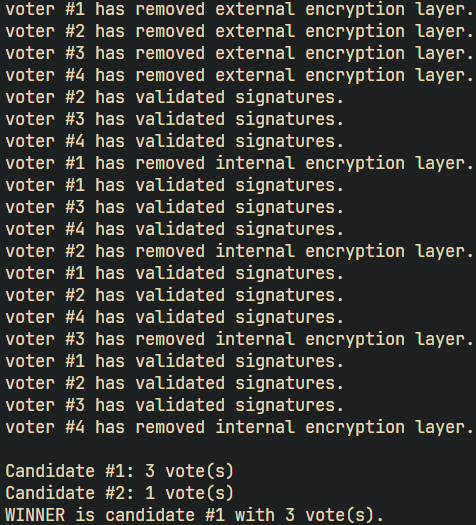 voter #1 has removed external encryption layer.
voter #2 has removed external encryption layer.
voter #3 has removed external encryption layer.
voter #4 has removed external encryption layer.
voter #2 has validated signatures.
voter #3 has validated signatures.
voter #4 has validated signatures.
voter #1 has removed internal encryption layer.
voter #1 has validated signatures.
voter #3 has validated signatures.
voter #4 has validated signatures.
voter #2 has removed internal encryption layer.
voter #1 has validated signatures.
voter #2 has validated signatures.
voter #4 has validated signatures.
voter #3 has removed internal encryption layer.
voter #1 has validated signatures.
voter #2 has validated signatures.
voter #3 has validated signatures.
voter #4 has removed internal encryption layer.
Candidate #1: 3 vote(s)
Candidate #2: 1 vote(s)
WINNER is candidate #1 with 3 vote(s).